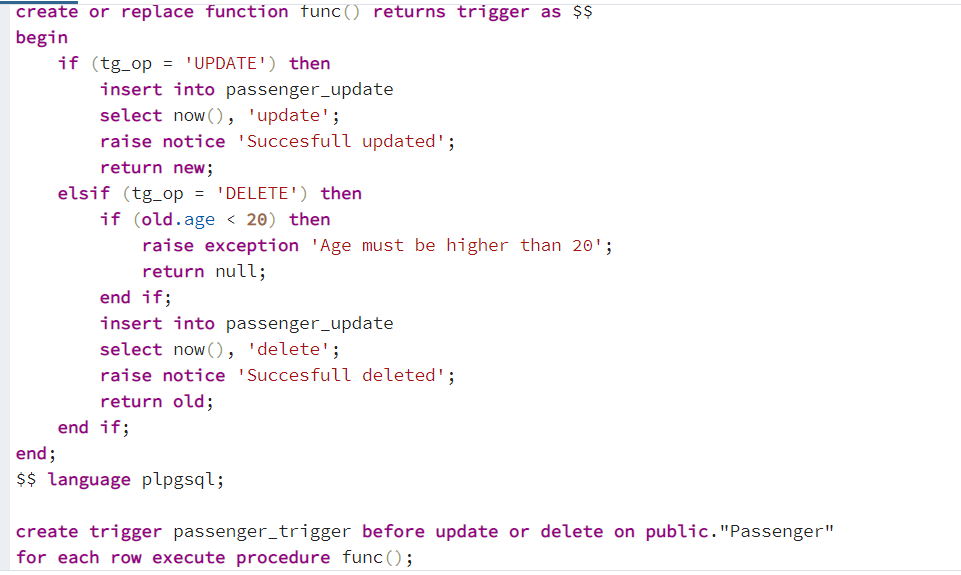 create or replace function func() returns trigger as $$
begin
    if (tg_op = 'UPDATE') then
        insert into passenger_update
        select now(), 'update';
        raise notice 'Succesfull updated';
        return new;
    elsif (tg_op = 'DELETE') then
        if (old.age < 20) then
            raise exception 'Age must be higher than 20';
            return null;
        end if;
        insert into passenger_update
        select now(), 'delete';
        raise notice 'Succesfull deleted';
        return old;
    end if;
end;
$$ language plpgsql;

create trigger passenger_trigger before update or delete on public."Passenger"
for each row execute procedure func();